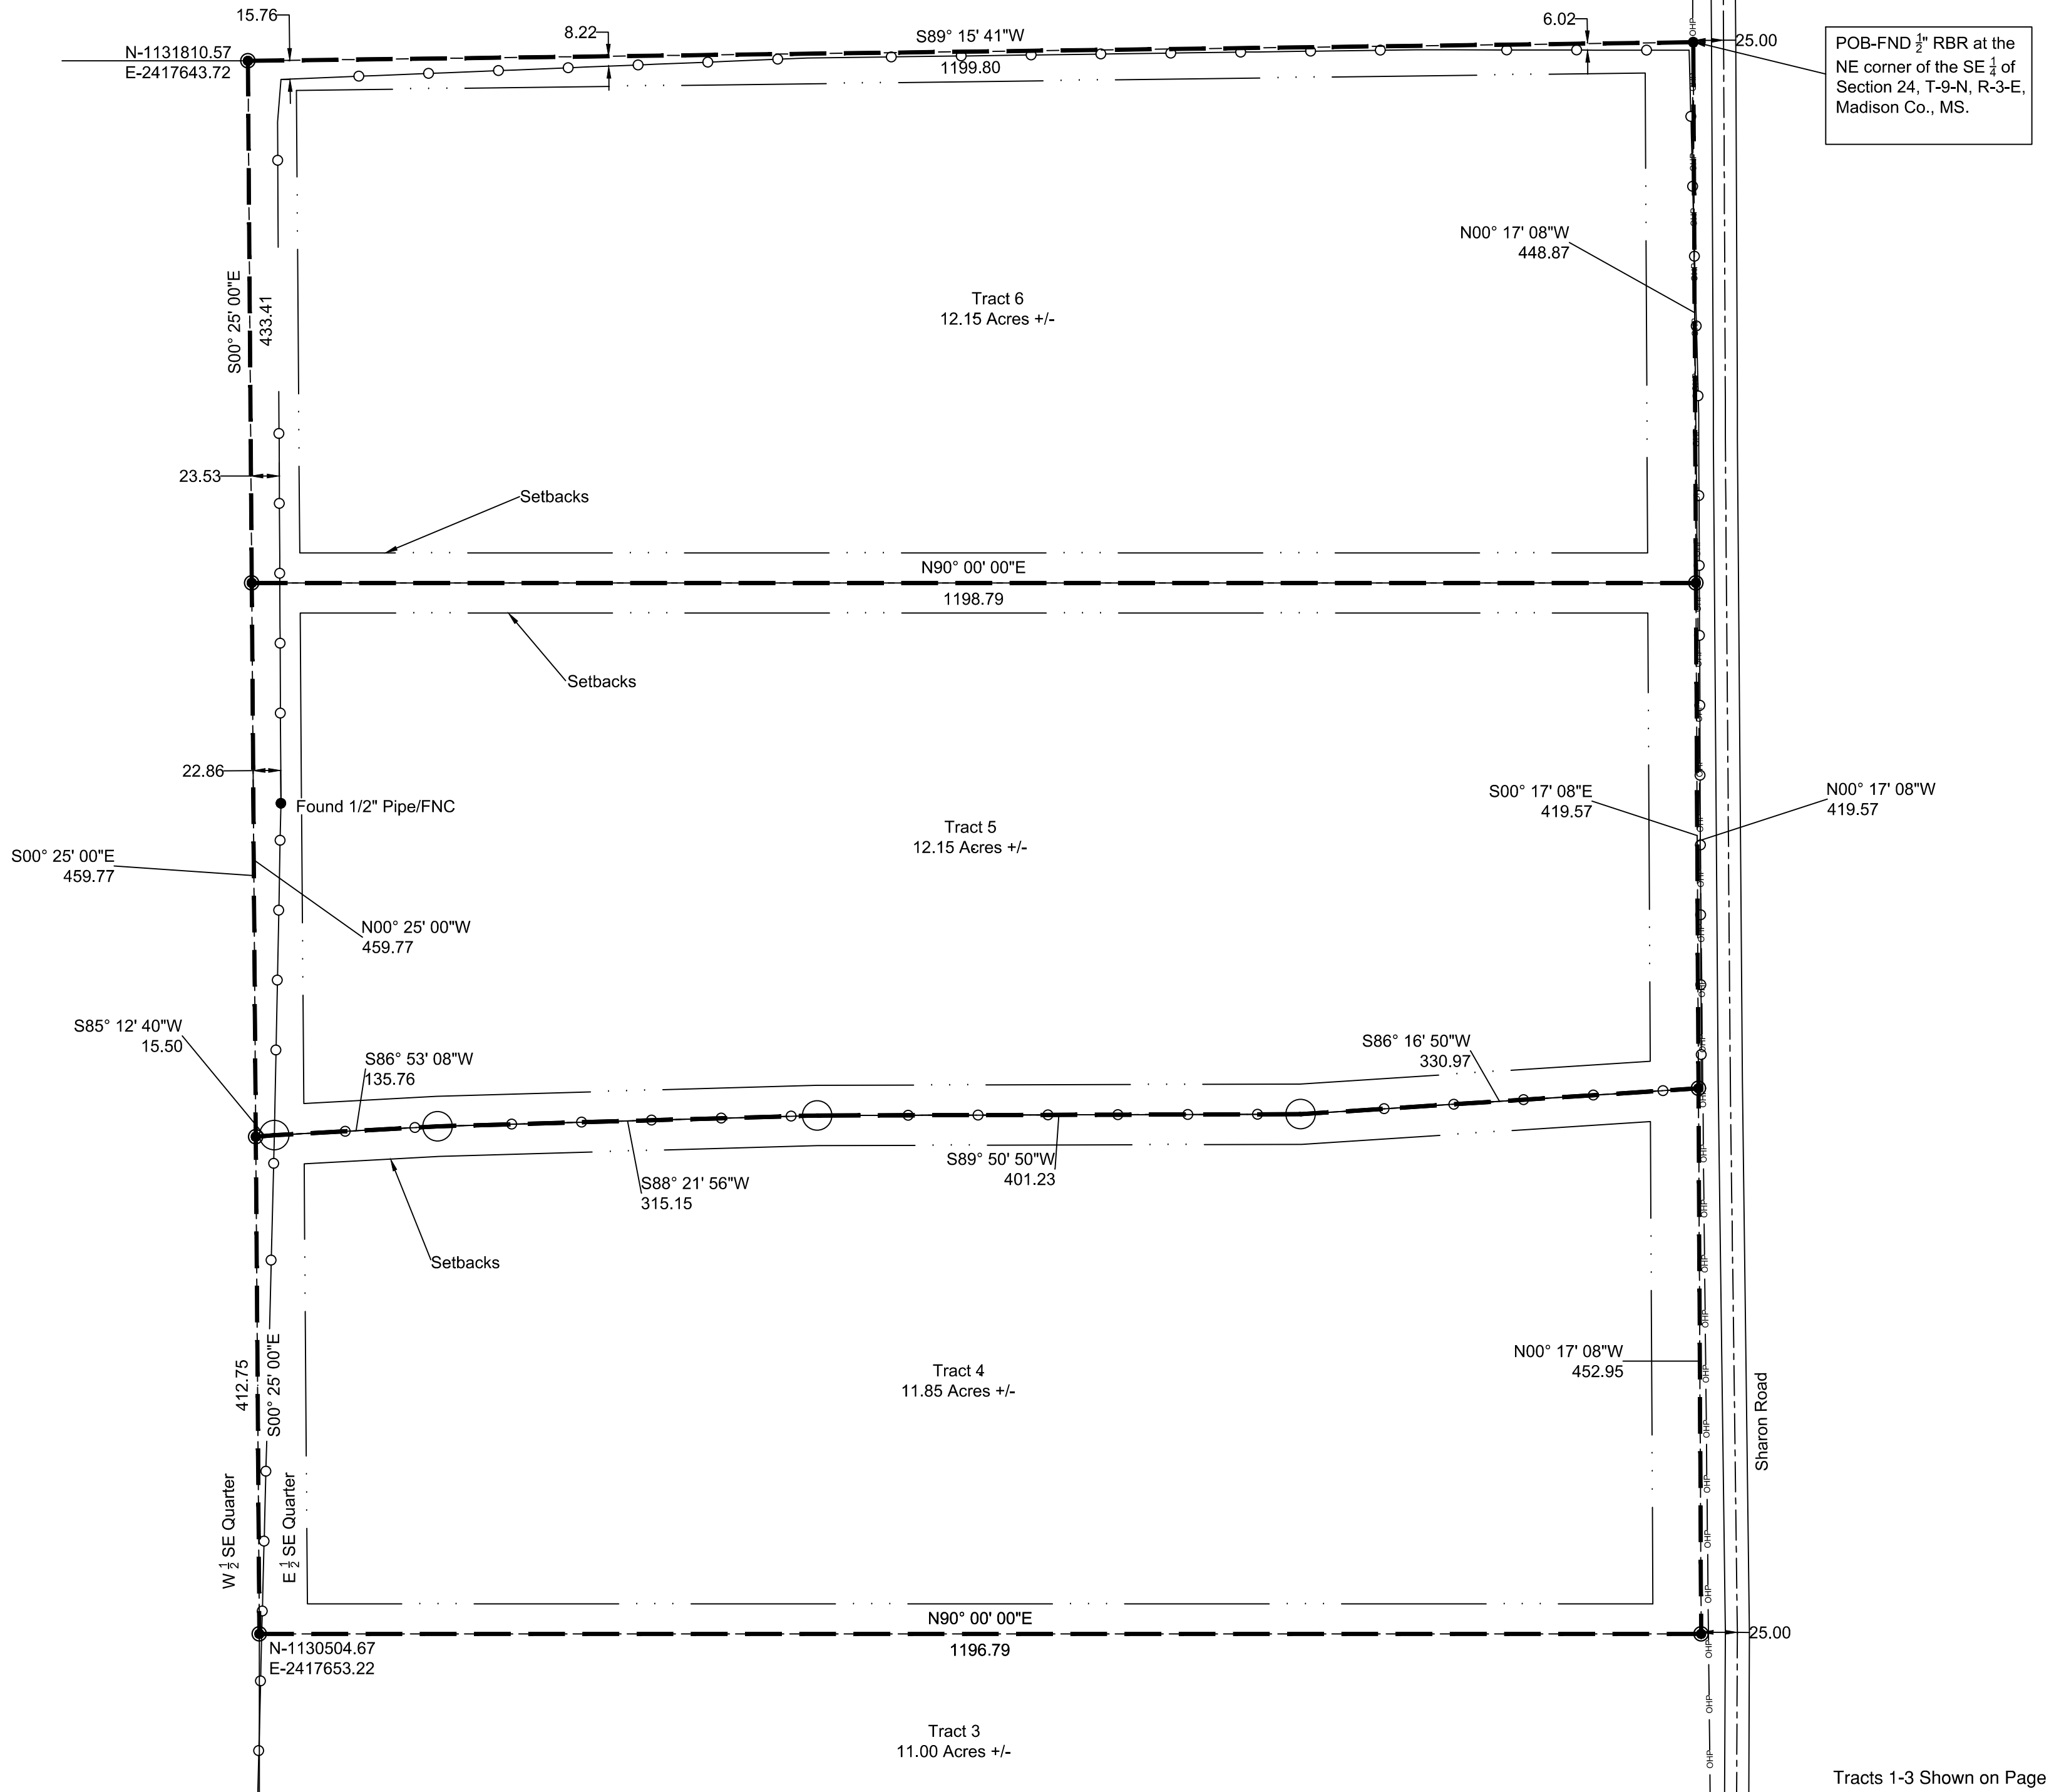 15.76
N-1131810.57
E-2417643.72
8.22
S89° 15' 41"W
1199.80
6.02
25.00
POB-FND 1/2" RBR at the
NE corner of the SE 1/4 of
Section 24, T-9-N, R-3-E,
Madison Co., MS.
N00° 17' 08"W
448.87
S00° 25' 00"E
433.41
Tract 6
12.15 Acres +/-
23.53
Setbacks
N90° 00' 00"E
1198.79
Setbacks
22.86
Found 1/2" Pipe/FNC
S00° 17' 08"E
419.57
N00° 17' 08"W
419.57
Tract 5
12.15 Acres +/-
S00° 25' 00"E
459.77
N00° 25' 00"W
459.77
S85° 12' 40"W
15.50
S86° 53' 08"W
135.76
S86° 16' 50"W
330.97
S89° 50' 50"W
401.23
S88° 21' 56"W
315.15
Setbacks
412.75
S00° 25' 00"E
Tract 4
11.85 Acres +/-
N00° 17' 08"W
452.95
Sharon Road
OHP
W 1/2 SE Quarter
E 1/2 SE Quarter
N90° 00' 00"E
1196.79
25.00
N-1130504.67
E-2417653.22
Tract 3
11.00 Acres +/-
Tracts 1-3 Shown on Page